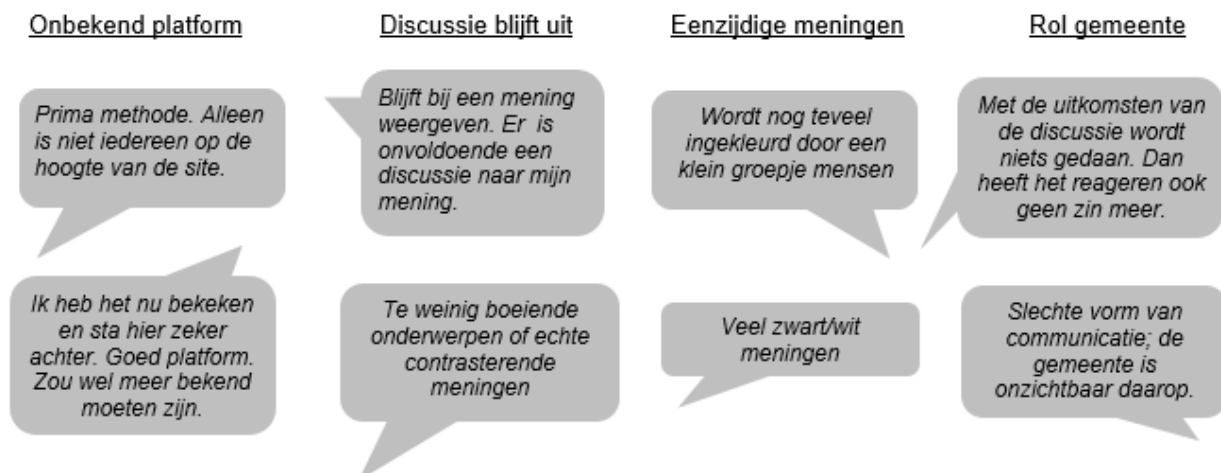 Onbekend platform
Discussie blijft uit
Eenzijdige meningen
Rol gemeente
Prima methode. Alleen
is niet iedereen op de
hoogte van de site.
Blijft bij een mening
weergeven. Er  is
onvoldoende een
discussie naar mijn
mening.
Wordt nog teveel
ingekleurd door een
klein groepje mensen
Met de uitkomsten van
de discussie wordt
niets gedaan. Dan
heeft het reageren ook
geen zin meer.
Ik heb het nu bekeken
en sta hier zeker
achter. Goed platform.
Zou wel meer bekend
moeten zijn.
Te weinig boeiende
onderwerpen of echte
contrasterende
meningen
Veel zwart/wit
meningen
Slechte vorm van
communicatie; de
gemeente is
onzichtbaar daarop.